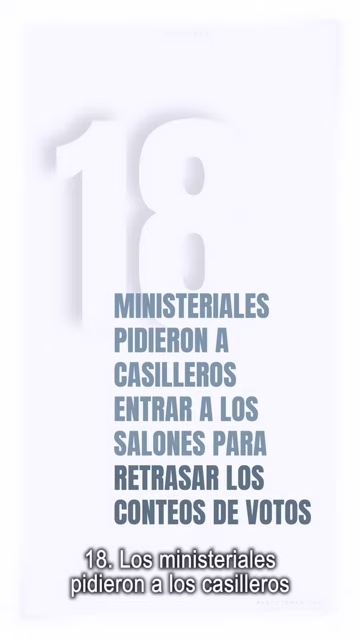 18
MINISTERIALES
PIDIERON A
CASILLEROS
ENTRAR A LOS
SALONES PARA
RETRASAR LOS
CONTEOS DE VOTOS
18. Los ministeriales
pidieron a los casilleros